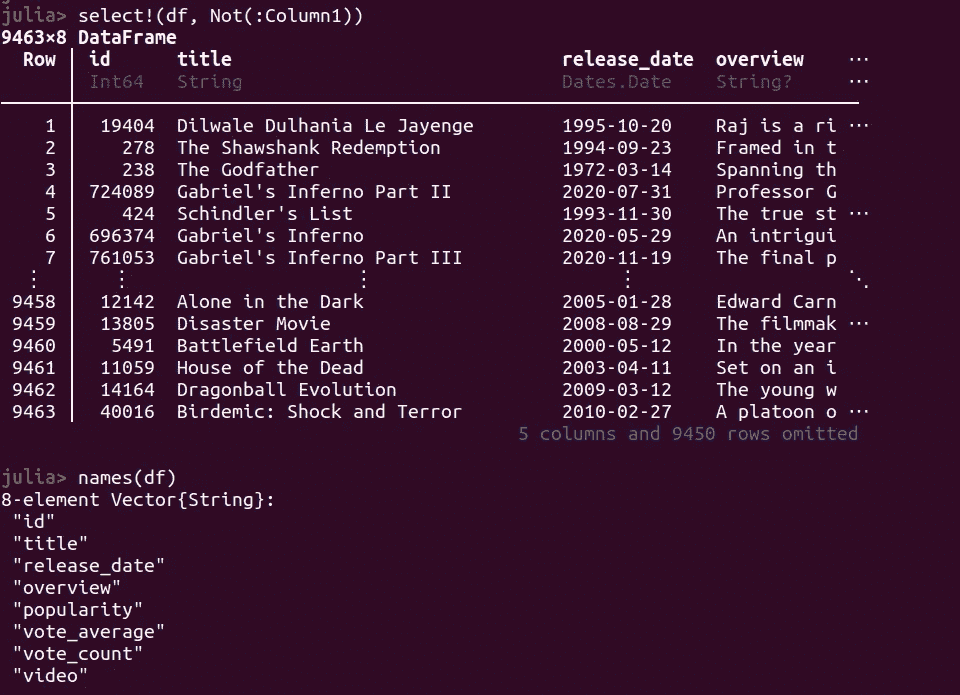 julia> select!(df, Not(:Column1))
9463×8 DataFrame
Row │ id title release_date overview ⋯
│ Int64 String Dates.Date String? ⋯
1 │ 19404 Dilwale Dulhania Le Jayenge 1995-10-20 Raj is a ri ⋯
2 │ 278 The Shawshank Redemption 1994-09-23 Framed in t
3 │ 238 The Godfather 1972-03-14 Spanning th
4 │ 724089 Gabriel's Inferno Part II 2020-07-31 Professor G
5 │ 424 Schindler's List 1993-11-30 The true st ⋯
6 │ 696374 Gabriel's Inferno 2020-05-29 An intrigui
7 │ 761053 Gabriel's Inferno Part III 2020-11-19 The final p
⋮ │ ⋮ ⋮ ⋮ ⋱
9458 │ 12142 Alone in the Dark 2005-01-28 Edward Carn
9459 │ 13805 Disaster Movie 2008-08-29 The filmmak ⋯
9460 │ 5491 Battlefield Earth 2000-05-12 In the year
9461 │ 11059 House of the Dead 2003-04-11 Set on an i
9462 │ 14164 Dragonball Evolution 2009-03-12 The young w
9463 │ 40016 Birdemic: Shock and Terror 2010-02-27 A platoon o ⋯
5 columns and 9450 rows omitted
julia> names(df)
8-element Vector{String}:
"id"
"title"
"release_date"
"overview"
"popularity"
"vote_average"
"vote_count"
"video"